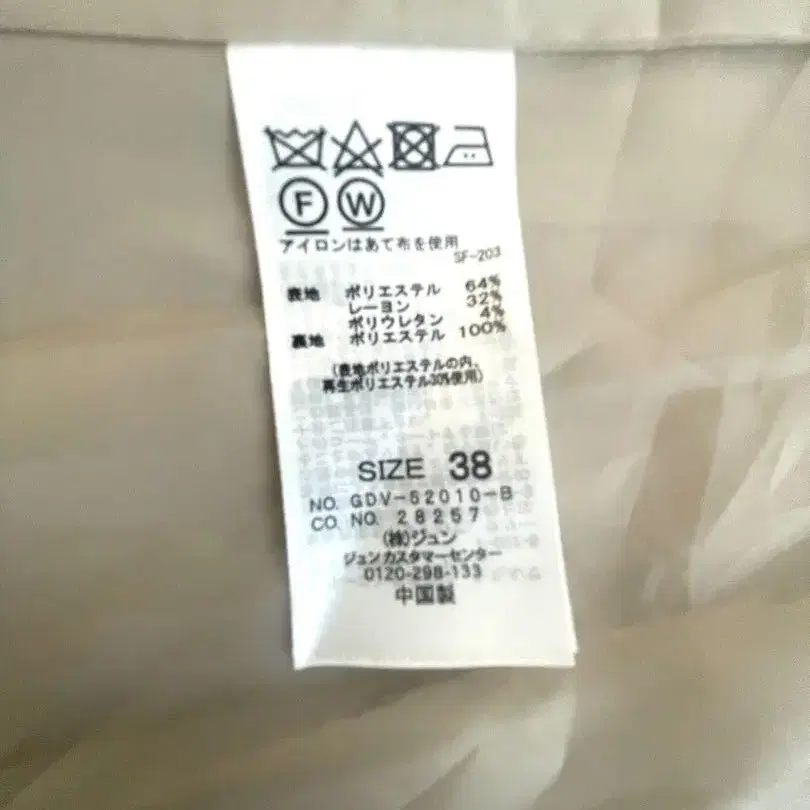 F W
アイロンはあて布を使用
SF-203
表地 ポリエステル 64%
レーヨン 32%
ポリウレタン 4%
裏地 ポリエステル 100%
(表地ポリエステルの内、
再生ポリエステル30%使用)
SIZE 38
NO. GDV-52010-B
CO. NO. 28257
(株)ジュン
ジュンカスタマーセンター
0120-298-133
中国製